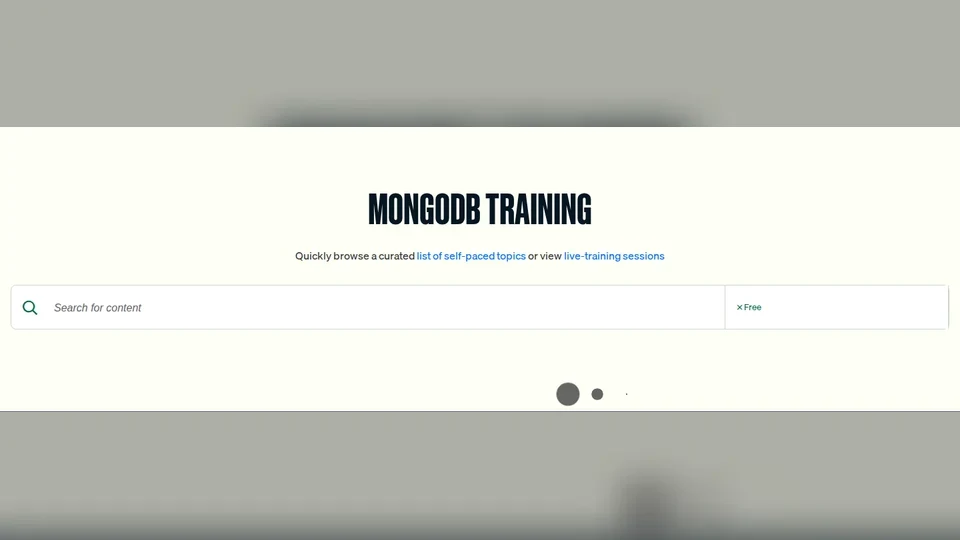 MONGODB TRAINING
Quickly browse a curated list of self-paced topics or view live-training sessions
Search for content
× Free